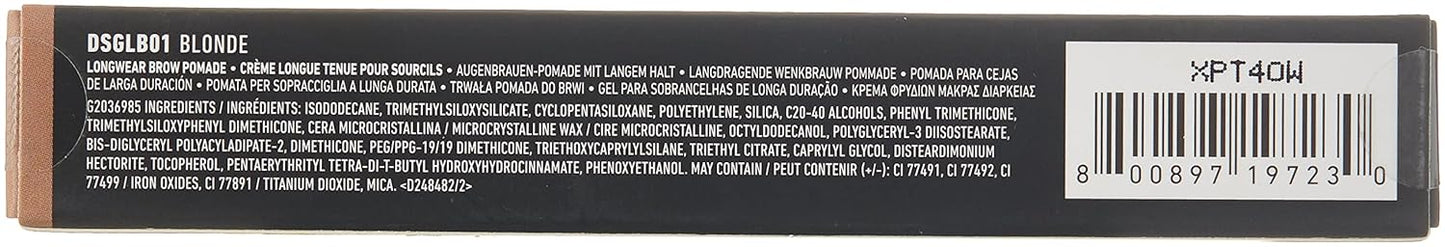 DSGLB01 BLONDE
LONGWEAR BROW POMADE • CRÈME LONGUE TENUE POUR SOURCILS • AUGENBRAUEN-POMADE MIT LANGEM HALT • LANGDRAGENDE WENKBRAUW POMMADE • POMADA PARA CEJAS
DE LARGA DURACIÓN • POMATA PER SOPRACCIGLIA A LUNGA DURATA • TRWAŁA POMADA DO BRWI • GEL PARA SOBRANCELHAS DE LONGA DURAÇÃO • ΚΡΕΜΑ ΦΡΥΔΙΩΝ ΜΑΚΡΑΣ ΔΙΑΡΚΕΙΑΣ
G2036985 INGREDIENTS / INGRÉDIENTS: ISODODECANE, TRIMETHYLSILOXYSILICATE, CYCLOPENTASILOXANE, POLYETHYLENE, SILICA, C20-40 ALCOHOLS, PHENYL TRIMETHICONE,
TRIMETHYLSILOXYPHENYL DIMETHICONE, CERA MICROCRISTALLINA / MICROCRYSTALLINE WAX / CIRE MICROCRISTALLINE, OCTYLDODECANOL, POLYGLYCERYL-3 DIISOSTEARATE,
BIS-DIGLYCERYL POLYACYLADIPATE-2, DIMETHICONE, PEG/PPG-19/19 DIMETHICONE, TRIETHOXYCAPRYLYLSILANE, TRIETHYL CITRATE, CAPRYLYL GLYCOL, DISTEARDIMONIUM
HECTORITE, TOCOPHEROL, PENTAERYTHRITYL TETRA-DI-T-BUTYL HYDROXYHYDROCINNAMATE, PHENOXYETHANOL. MAY CONTAIN / PEUT CONTENIR (+/-): CI 77491, CI 77492, CI
77499 / IRON OXIDES, CI 77891 / TITANIUM DIOXIDE, MICA. <D248482/2>
XPT40W
8 00897 19723 0